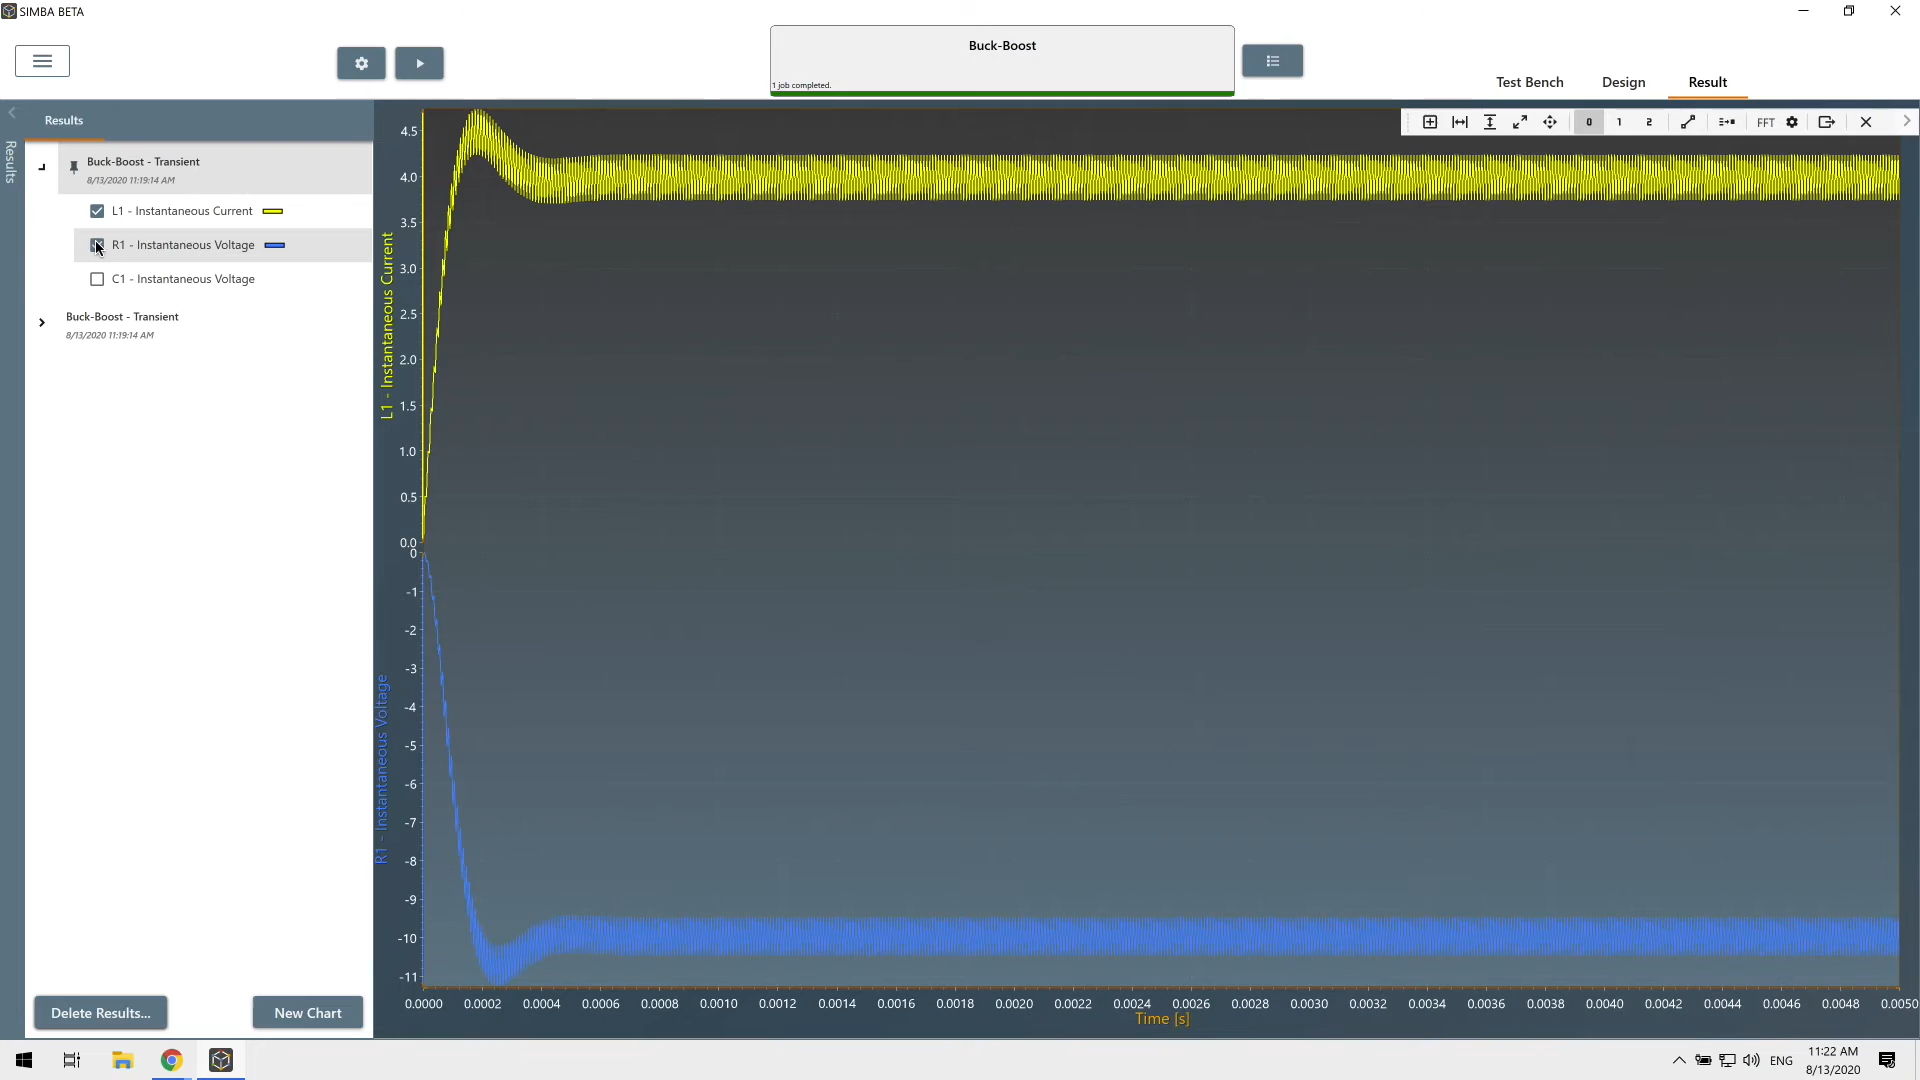 SIMBA BETA
Buck-Boost
1 job completed.
Test Bench
Design
Result
Results
Results
Buck-Boost - Transient
8/13/2020 11:19:14 AM
L1 - Instantaneous Current
R1 - Instantaneous Voltage
C1 - Instantaneous Voltage
Buck-Boost - Transient
8/13/2020 11:19:14 AM
Delete Results...
New Chart
0 1 2 FFT
L1 - Instantaneous Current
4.5
4.0
3.5
3.0
2.5
2.0
1.5
1.0
0.5
0.0
R1 - Instantaneous Voltage
0
-1
-2
-3
-4
-5
-6
-7
-8
-9
-10
-11
0.0000 0.0002 0.0004 0.0006 0.0008 0.0010 0.0012 0.0014 0.0016 0.0018 0.0020 0.0022 0.0024 0.0026 0.0028 0.0030 0.0032 0.0034 0.0036 0.0038 0.0040 0.0042 0.0044 0.0046 0.0048 0.0050
Time [s]
ENG
11:22 AM
8/13/2020